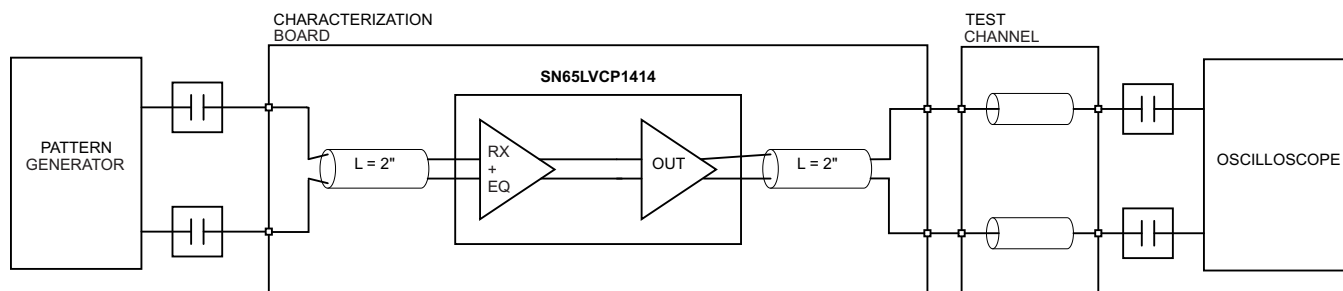 CHARACTERIZATION
BOARD
TEST
CHANNEL
SN65LVCP1414
PATTERN
GENERATOR
L = 2"
RX
+
EQ
OUT
L = 2"
OSCILLOSCOPE